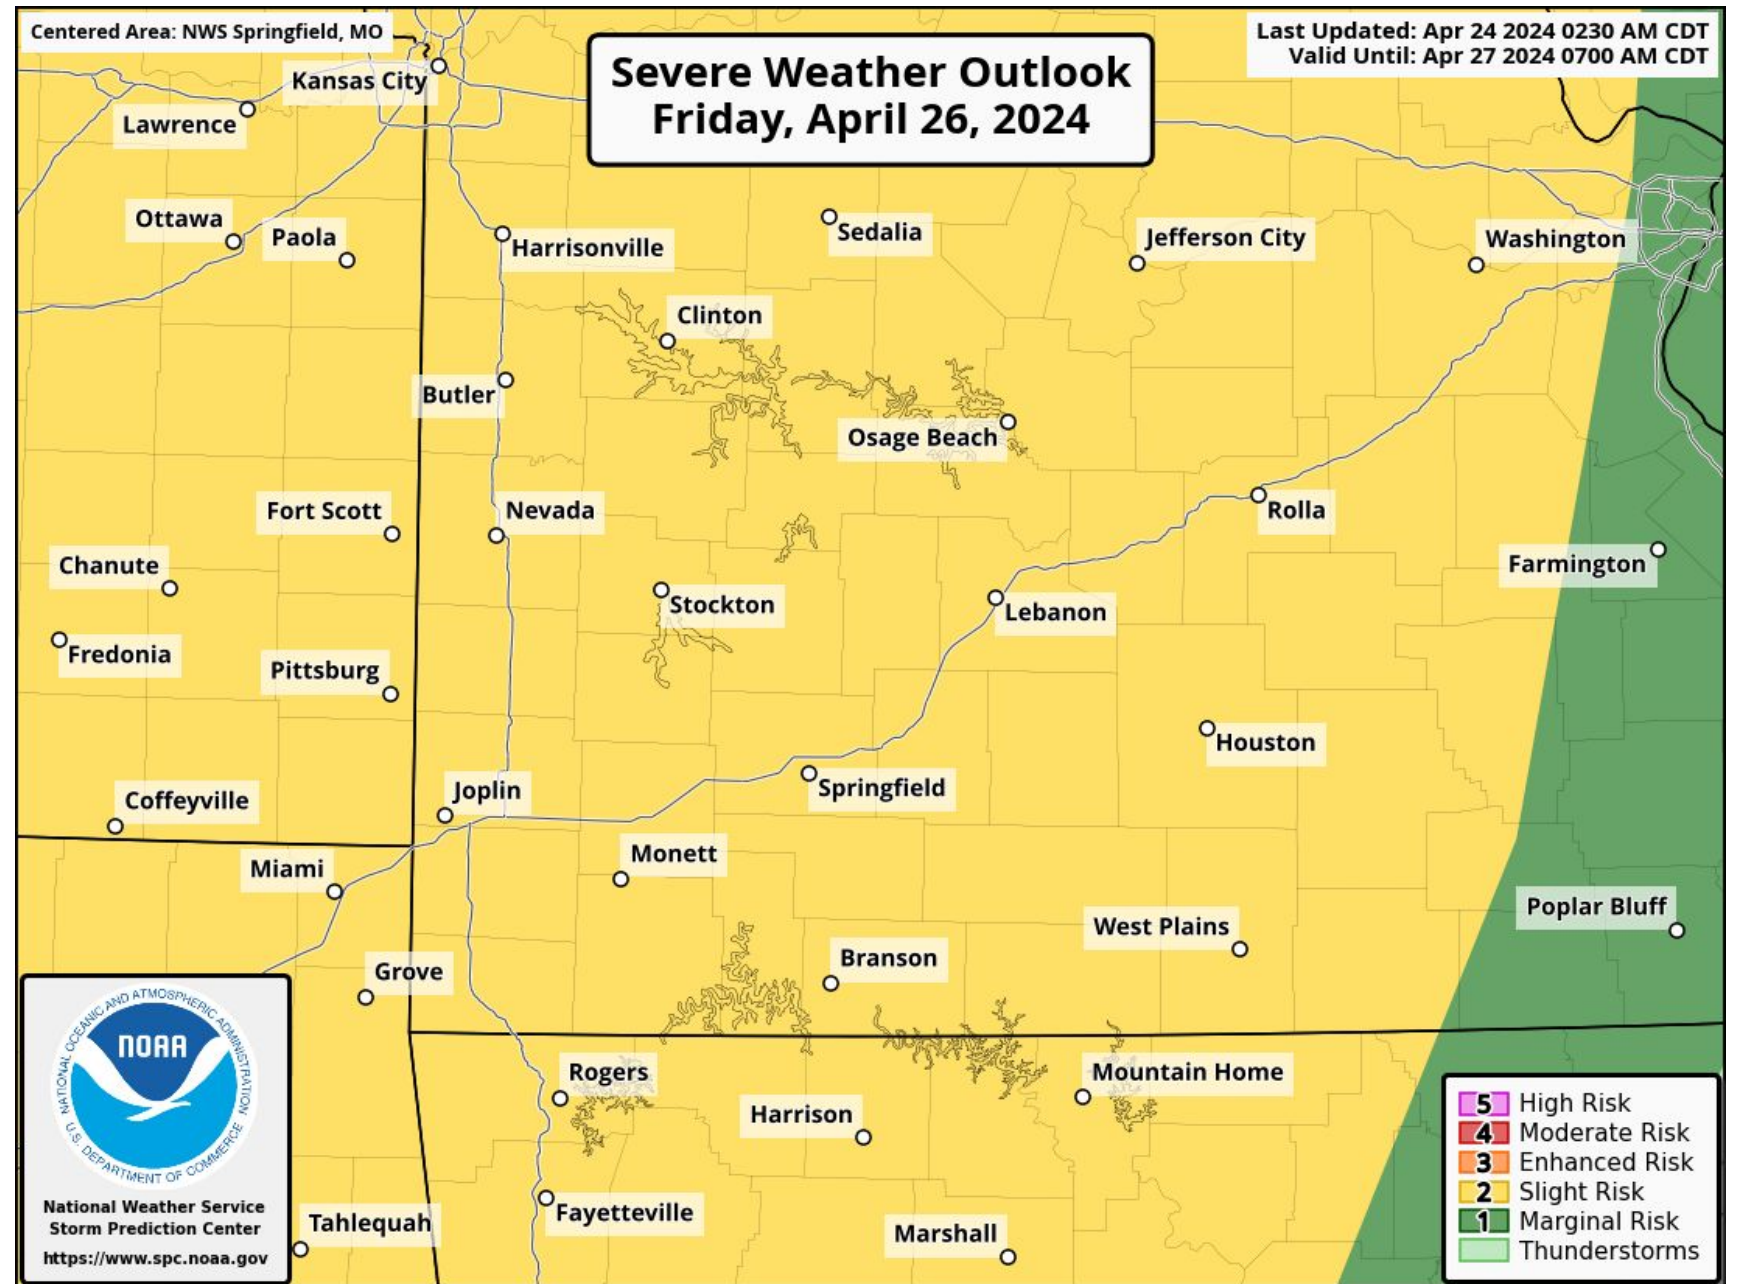 Centered Area: NWS Springfield, MO
Last Updated: Apr 24 2024 0230 AM CDT
Valid Until: Apr 27 2024 0700 AM CDT
Severe Weather Outlook
Friday, April 26, 2024
Kansas City
Lawrence
Ottawa
Paola
Harrisonville
Sedalia
Jefferson City
Washington
Clinton
Butler
Osage Beach
Fort Scott
Nevada
Rolla
Chanute
Farmington
Stockton
Lebanon
Fredonia
Pittsburg
Houston
Coffeyville
Joplin
Springfield
Miami
Monett
Poplar Bluff
West Plains
Grove
Branson
Rogers
Mountain Home
Harrison
Fayetteville
Tahlequah
Marshall
NATIONAL OCEANIC AND ATMOSPHERIC ADMINISTRATION
NOAA
U.S. DEPARTMENT OF COMMERCE
National Weather Service
Storm Prediction Center
https://www.spc.noaa.gov
5 High Risk
4 Moderate Risk
3 Enhanced Risk
2 Slight Risk
1 Marginal Risk
Thunderstorms